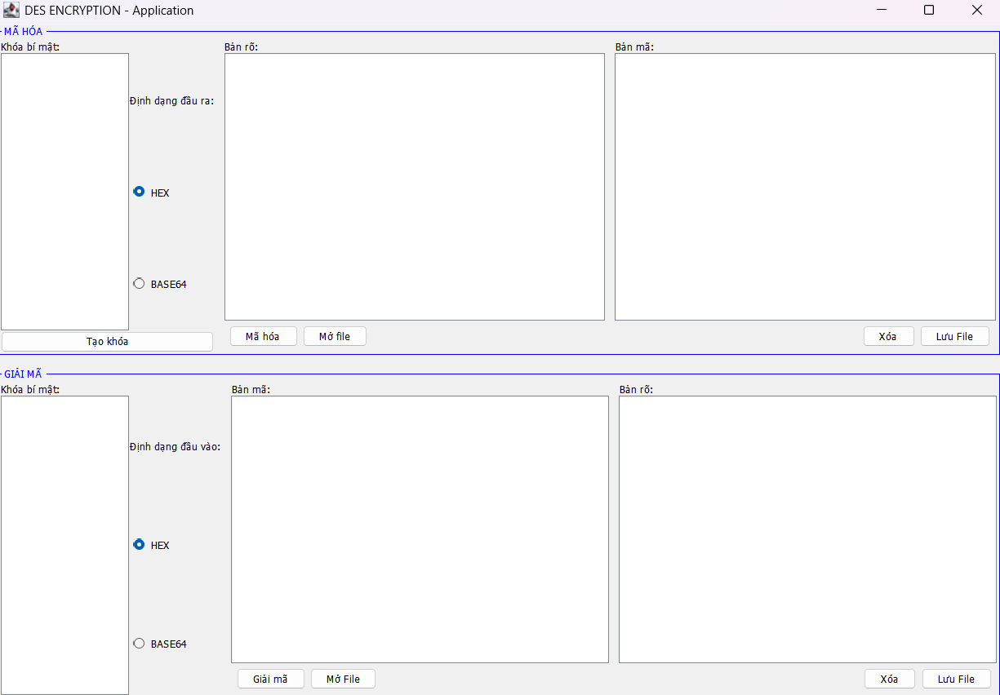 DES ENCRYPTION - Application
MÃ HÓA
Khóa bí mật:
Bản rõ:
Bản mã:
Định dạng đầu ra:
HEX
BASE64
Tạo khóa
Mã hóa
Mở file
Xóa
Lưu File
GIẢI MÃ
Khóa bí mật:
Bản mã:
Bản rõ:
Định dạng đầu vào:
HEX
BASE64
Giải mã
Mở File
Xóa
Lưu File